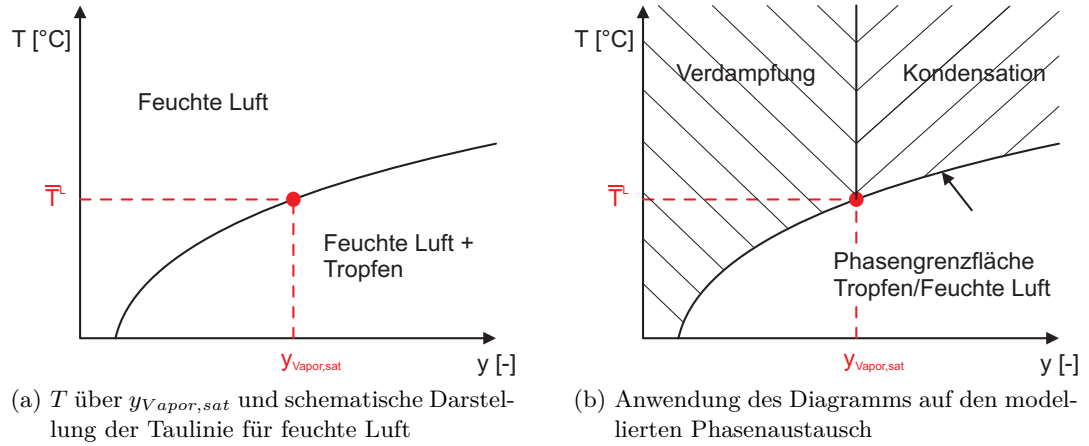 T [°C]
Feuchte Luft
T̿ᴸ
Feuchte Luft +
Tropfen
y_Vapor,sat
y [-]
(a) T über y_Vapor,sat und schematische Darstel-
lung der Taulinie für feuchte Luft
T [°C]
Verdampfung
Kondensation
T̿ᴸ
Phasengrenzfläche
Tropfen/Feuchte Luft
y_Vapor,sat
y [-]
(b) Anwendung des Diagramms auf den model-
lierten Phasenaustausch